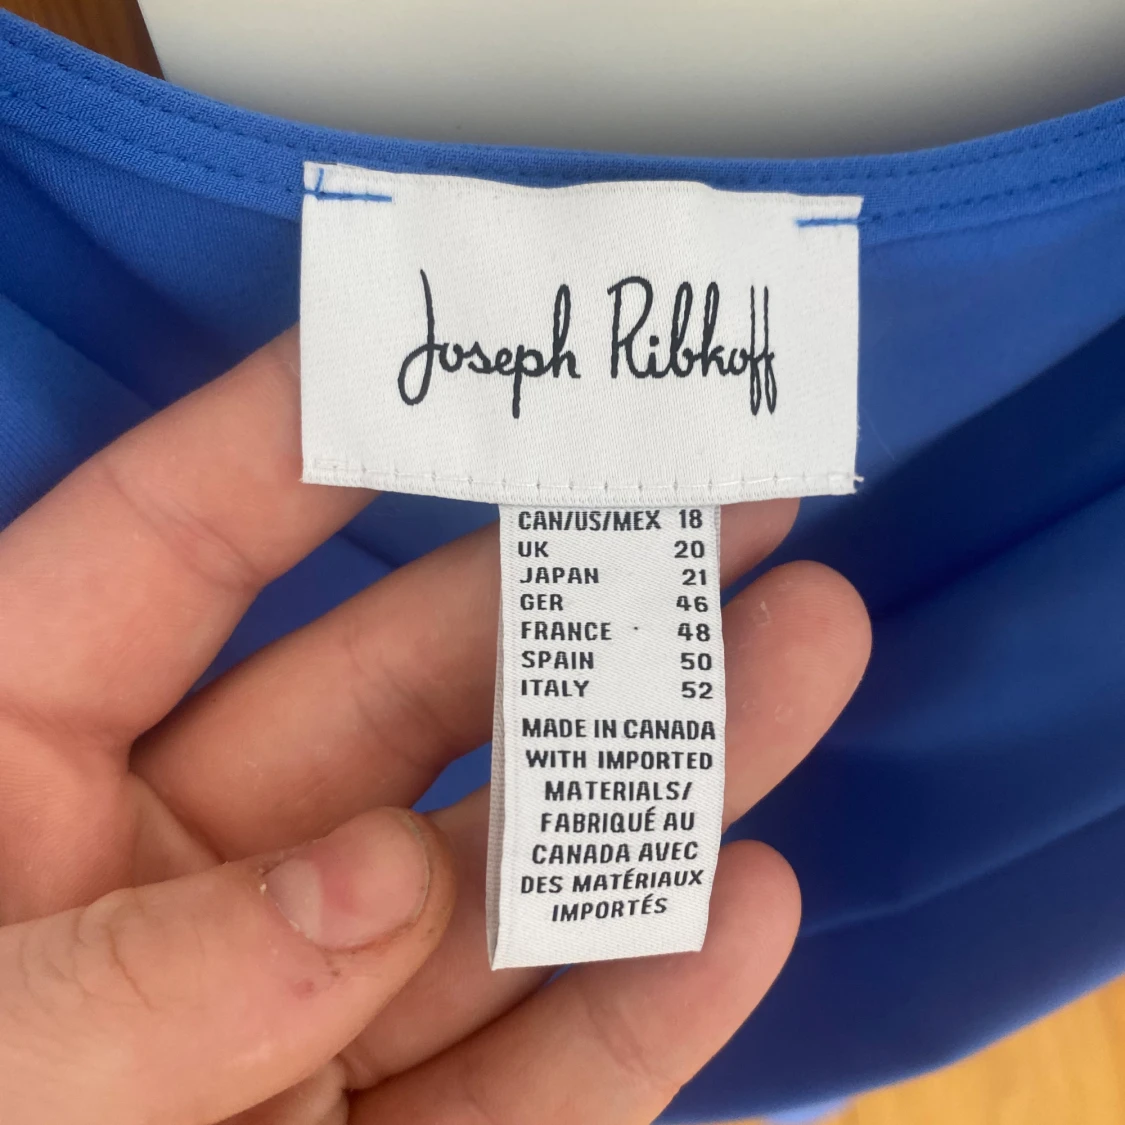 Joseph Ribkoff
CAN/US/MEX 18
UK 20
JAPAN 21
GER 46
FRANCE 48
SPAIN 50
ITALY 52
MADE IN CANADA
WITH IMPORTED
MATERIALS/
FABRIQUÉ AU
CANADA AVEC
DES MATÉRIAUX
IMPORTÉS